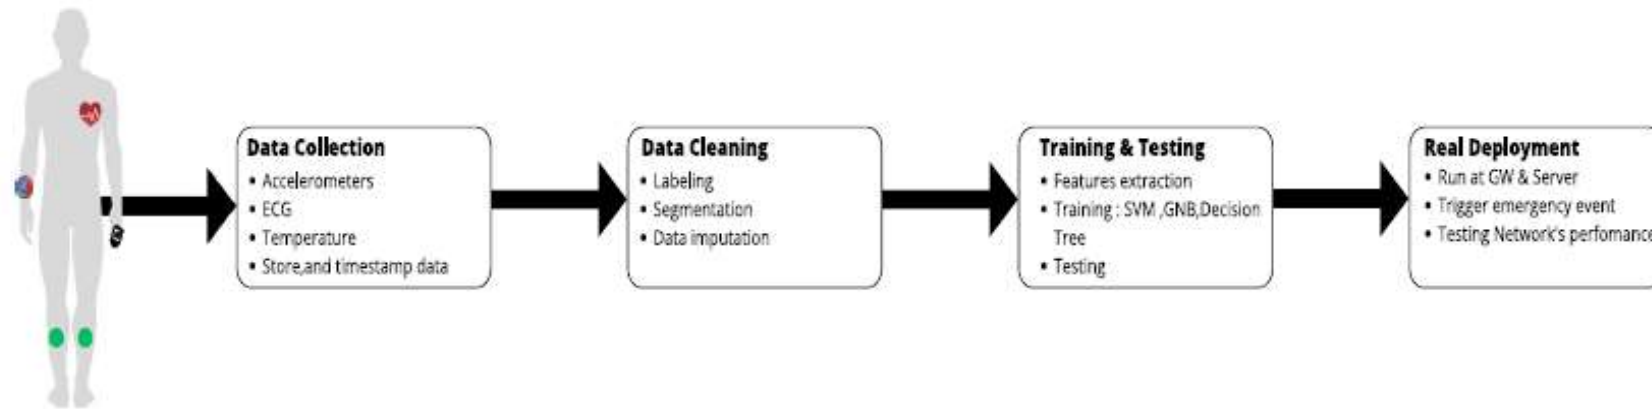 Data Collection
• Accelerometers
• ECG
• Temperature
• Store,and timestamp data
Data Cleaning
• Labeling
• Segmentation
• Data imputation
Training & Testing
• Features extraction
• Training : SVM ,GNB,Decision
Tree
• Testing
Real Deployment
• Run at GW & Server
• Trigger emergency event
• Testing Network's perfomance